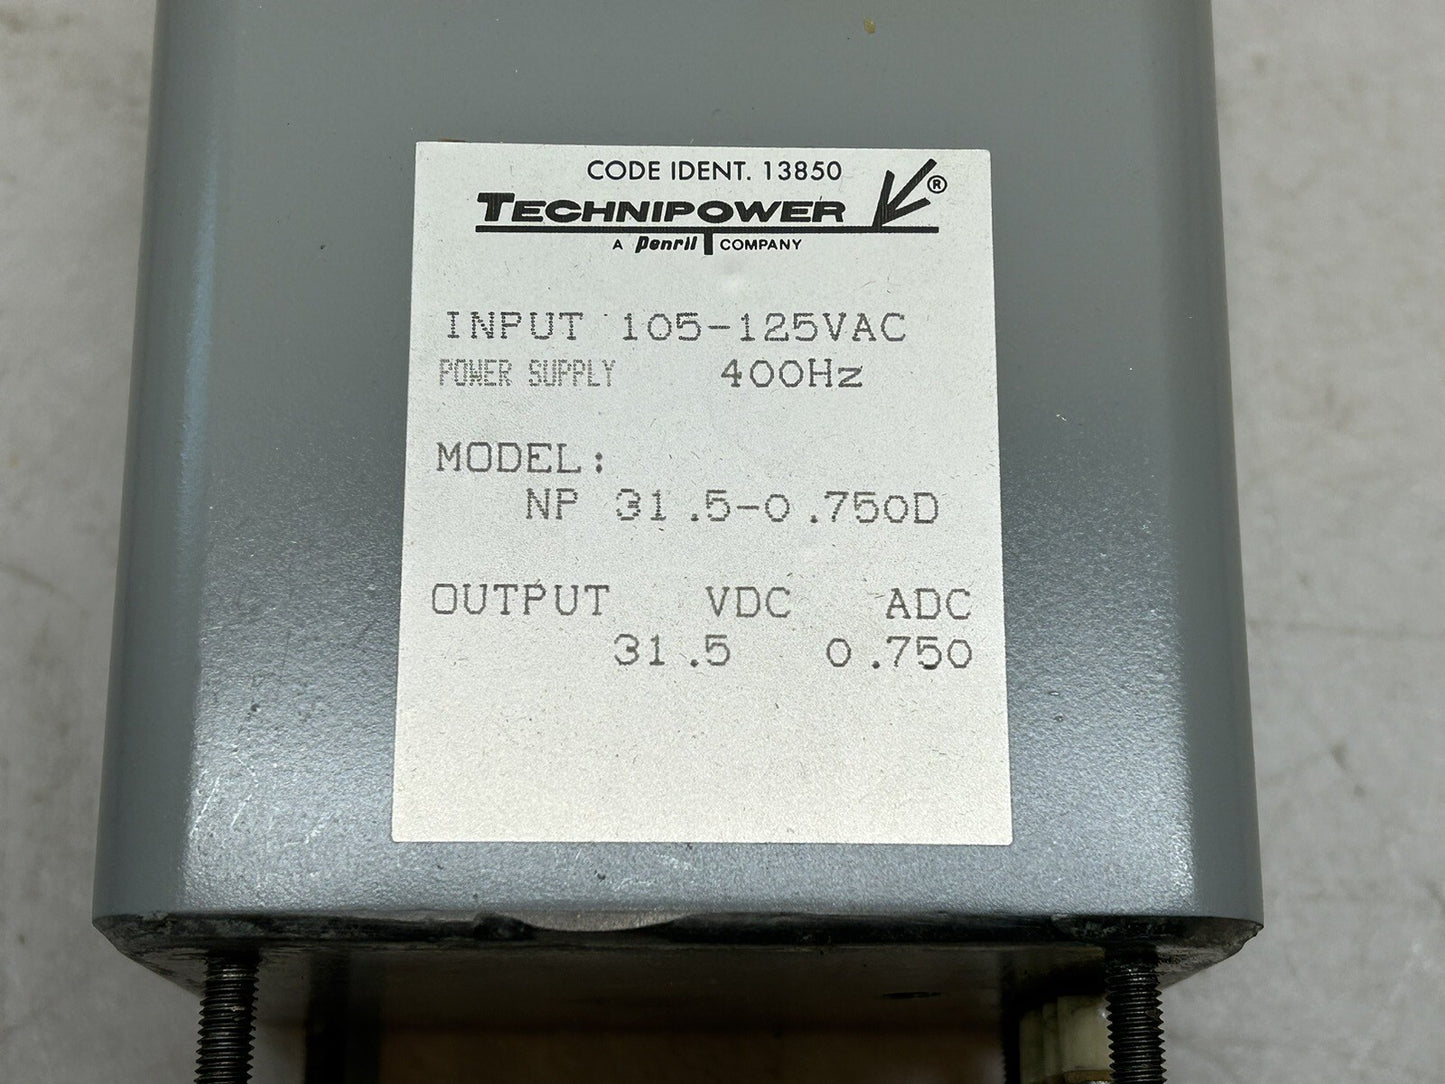 CODE IDENT. 13850
TECHNIPOWER ®
A Penril COMPANY
INPUT 105-125VAC
POWER SUPPLY 400Hz
MODEL:
NP 31.5-0.750D
OUTPUT VDC ADC
31.5 0.750